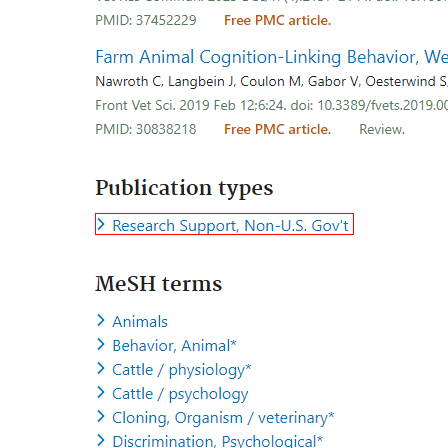 PMID: 37452229 Free PMC article.
Farm Animal Cognition-Linking Behavior, We
Nawroth C, Langbein J, Coulon M, Gabor V, Oesterwind S,
Front Vet Sci. 2019 Feb 12;6:24. doi: 10.3389/fvets.2019.00
PMID: 30838218 Free PMC article. Review.
Publication types
Research Support, Non-U.S. Gov't
MeSH terms
Animals
Behavior, Animal*
Cattle / physiology*
Cattle / psychology
Cloning, Organism / veterinary*
Discrimination, Psychological*